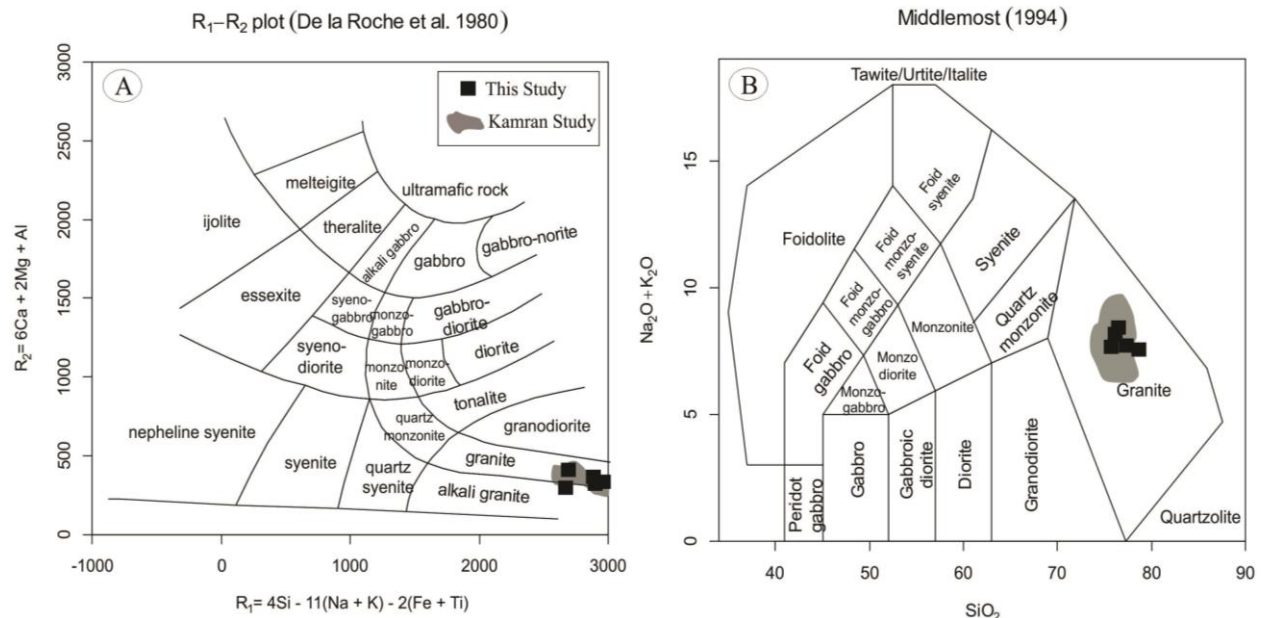 R₁−R₂ plot (De la Roche et al. 1980)
A
This Study
Kamran Study
R₂= 6Ca + 2Mg + Al
3000
2500
2000
1500
1000
500
0
melteigite
ultramafic rock
ijolite
theralite
alkali gabbro
gabbro
gabbro-norite
essexite
syeno-
gabbro
monzo-
gabbro
gabbro-
diorite
syeno-
diorite
monzo-
nite
monzo-
diorite
diorite
tonalite
nepheline syenite
quartz
monzonite
granodiorite
syenite
quartz
syenite
granite
alkali granite
-1000
0
1000
2000
3000
R₁= 4Si - 11(Na + K) - 2(Fe + Ti)
Middlemost (1994)
B
Tawite/Urtite/Italite
Na₂O+K₂O
15
10
5
0
Foidolite
Foid
syenite
Foid
monzo-
syenite
Syenite
Foid
monzo-
gabbro
Quartz
monzonite
Monzonite
Foid
gabbro
Monzo
diorite
Monzo-
gabbro
Granite
Peridot
gabbro
Gabbro
Gabbroic
diorite
Diorite
Granodiorite
Quartzolite
40
50
60
70
80
90
SiO₂